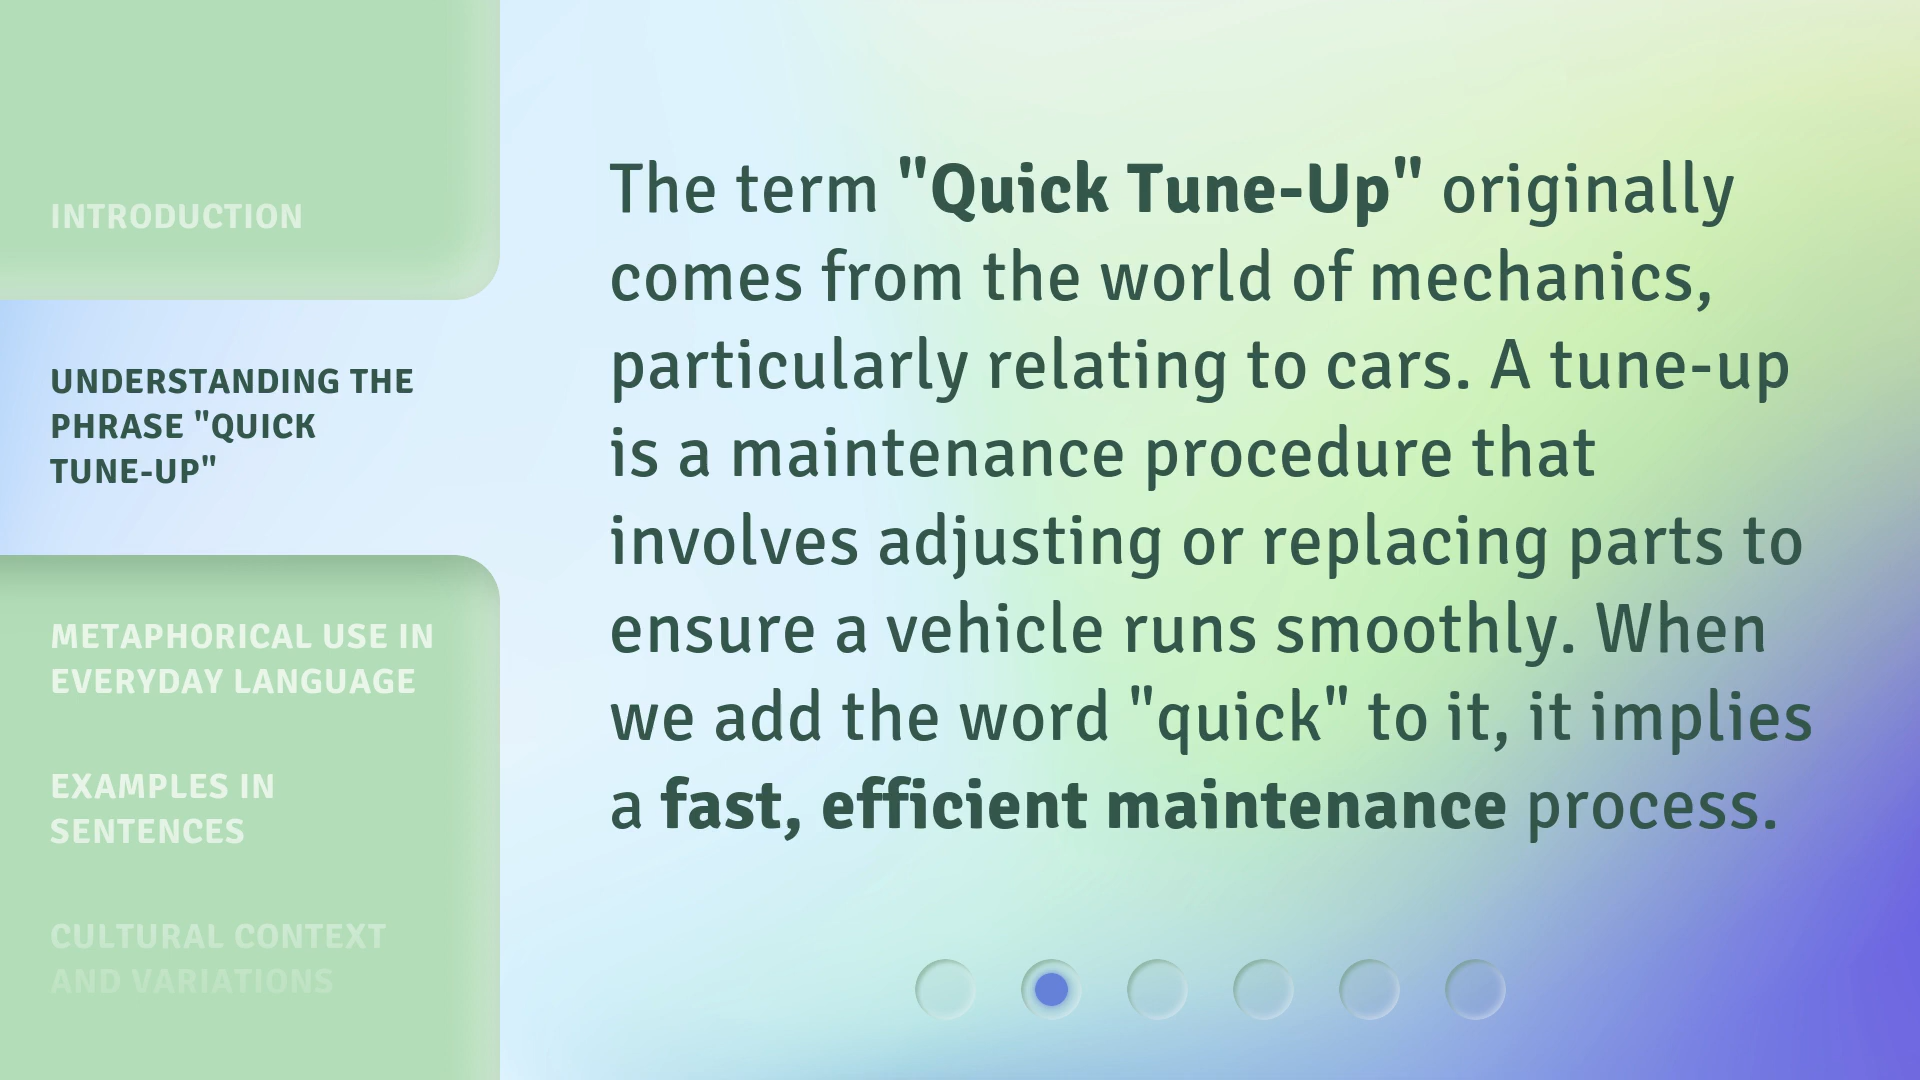 INTRODUCTION
UNDERSTANDING THE
PHRASE "QUICK
TUNE-UP"
METAPHORICAL USE IN
EVERYDAY LANGUAGE
EXAMPLES IN
SENTENCES
CULTURAL CONTEXT
AND VARIATIONS
The term "Quick Tune-Up" originally
comes from the world of mechanics,
particularly relating to cars. A tune-up
is a maintenance procedure that
involves adjusting or replacing parts to
ensure a vehicle runs smoothly. When
we add the word "quick" to it, it implies
a fast, efficient maintenance process.